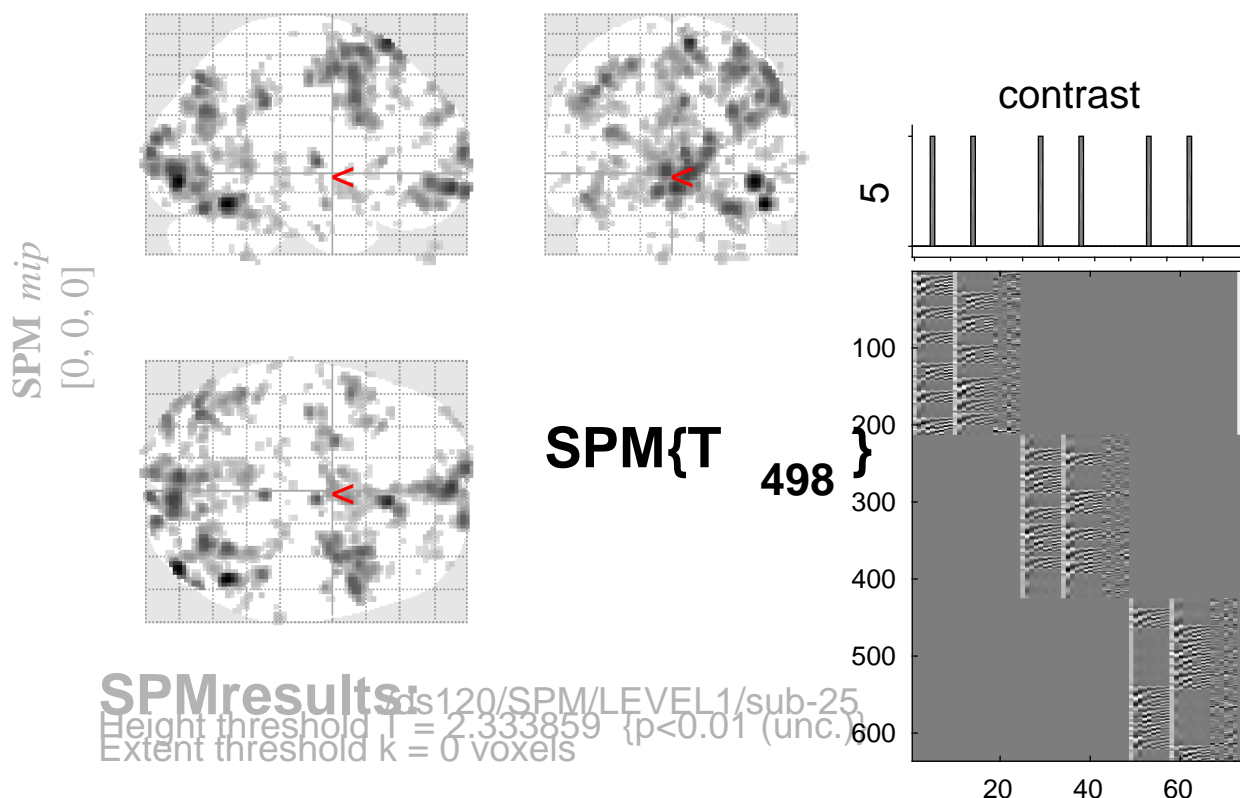 SPM mip
[0, 0, 0]
<
<
<
SPM{T 498 }
contrast
5
100
200
300
400
500
600
20 40 60
SPMresults: /ds120/SPM/LEVEL1/sub-25
Height threshold T = 2.333859 {p<0.01 (unc.)}
Extent threshold k = 0 voxels